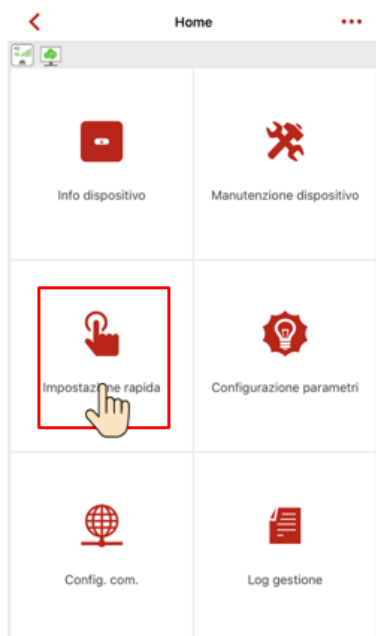 Home
Info dispositivo
Manutenzione dispositivo
Impostazione rapida
Configurazione parametri
Config. com.
Log gestione